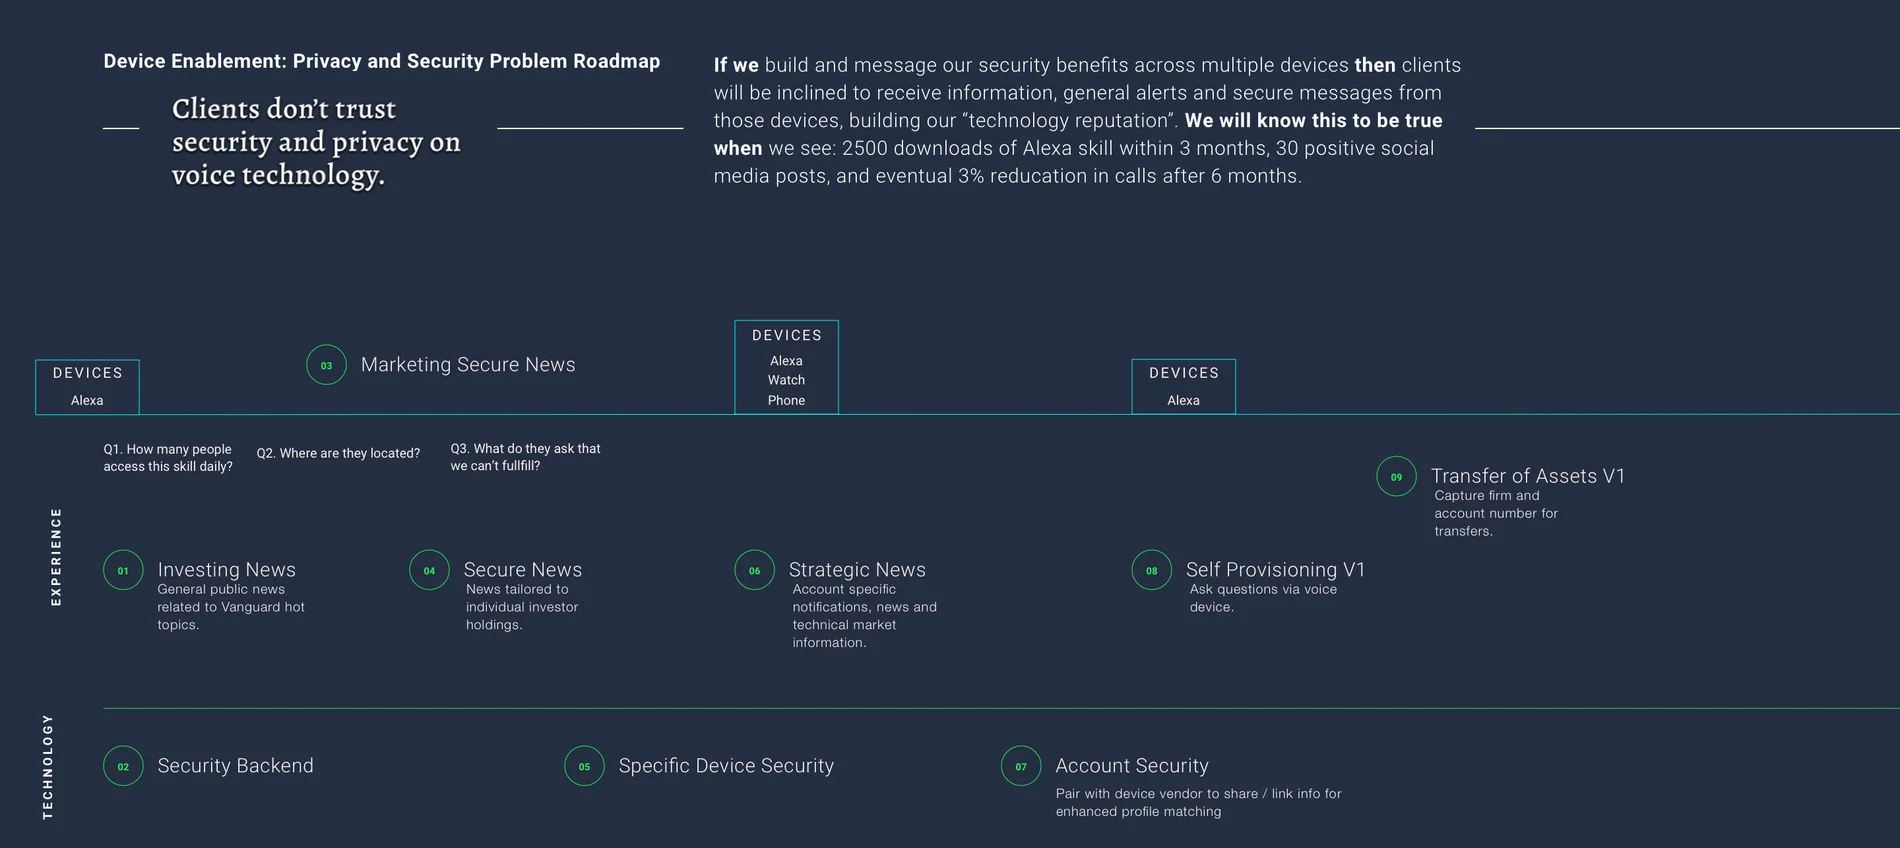 Device Enablement: Privacy and Security Problem Roadmap
Clients don’t trust
security and privacy on
voice technology.
If we build and message our security benefits across multiple devices then clients
will be inclined to receive information, general alerts and secure messages from
those devices, building our “technology reputation”. We will know this to be true
when we see: 2500 downloads of Alexa skill within 3 months, 30 positive social
media posts, and eventual 3% reducation in calls after 6 months.
DEVICES
Alexa
03
Marketing Secure News
DEVICES
Alexa
Watch
Phone
DEVICES
Alexa
Q1. How many people
access this skill daily?
Q2. Where are they located?
Q3. What do they ask that
we can’t fullfill?
EXPERIENCE
09
Transfer of Assets V1
Capture firm and
account number for
transfers.
01
Investing News
General public news
related to Vanguard hot
topics.
04
Secure News
News tailored to
individual investor
holdings.
06
Strategic News
Account specific
notifications, news and
technical market
information.
08
Self Provisioning V1
Ask questions via voice
device.
TECHNOLOGY
02
Security Backend
05
Specific Device Security
07
Account Security
Pair with device vendor to share / link info for
enhanced profile matching